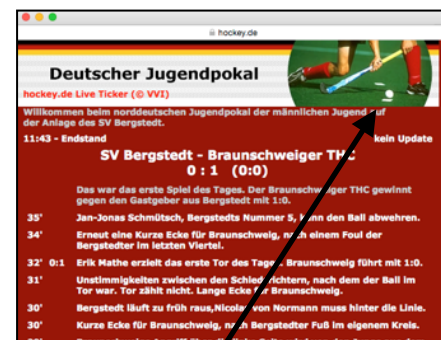 hockey.de
Deutscher Jugendpokal
hockey.de Live Ticker (© VVI)
Willkommen beim norddeutschen Jugendpokal der männlichen Jugend auf
der Anlage des SV Bergstedt.
11:43 - Endstand kein Update
SV Bergstedt - Braunschweiger THC
0 : 1 (0:0)
Das war das erste Spiel des Tages. Der Braunschweiger THC gewinnt
gegen den Gastgeber aus Bergstedt mit 1:0.
35' Jan-Jonas Schmütsch, Bergstedts Nummer 5, kann den Ball abwehren.
34' Erneut eine Kurze Ecke für Braunschweig, nach einem Foul der
Bergstedter im letzten Viertel.
32' 0:1 Erik Mathe erzielt das erste Tor des Tages. Braunschweig führt mit 1:0.
31' Unstimmigkeiten zwischen den Schiedsrichtern, nach dem der Ball im
Tor war. Tor zählt nicht. Lange Ecke für Braunschweig.
30' Bergstedt läuft zu früh raus,Nicolas von Normann muss hinter die Linie.
30' Kurze Ecke für Braunschweig, nach Bergstedter Fuß im eigenem Kreis.